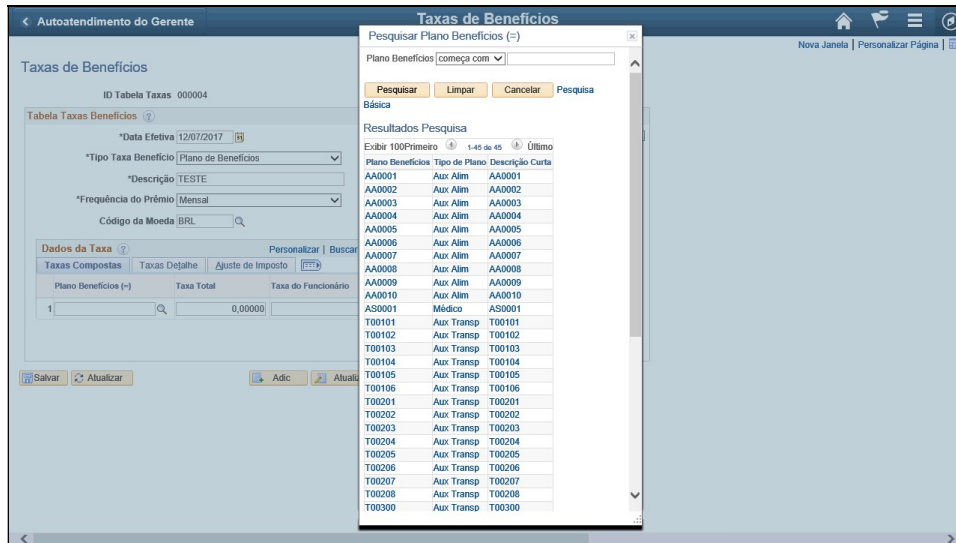 Autoatendimento do Gerente
Taxas de Benefícios
Nova Janela | Personalizar Página |
Taxas de Benefícios
ID Tabela Taxas 000004
Tabela Taxas Benefícios
*Data Efetiva 12/07/2017
*Tipo Taxa Benefício Plano de Benefícios
*Descrição TESTE
*Frequência do Prêmio Mensal
Código da Moeda BRL
Dados da Taxa
Personalizar | Buscar
Taxas Compostas Taxas Detalhe Ajuste de Imposto
Plano Benefícios (=) Taxa Total Taxa do Funcionário
1 0,00000
Salvar Atualizar Adic
Pesquisar Plano Benefícios (=)
Plano Benefícios começa com
Pesquisar Limpar Cancelar Pesquisa
Básica
Resultados Pesquisa
Exibir 100 Primeiro 1-45 de 45 Último
Plano Benefícios Tipo de Plano Descrição Curta
AA0001 Aux Alim AA0001
AA0002 Aux Alim AA0002
AA0003 Aux Alim AA0003
AA0004 Aux Alim AA0004
AA0005 Aux Alim AA0005
AA0006 Aux Alim AA0006
AA0007 Aux Alim AA0007
AA0008 Aux Alim AA0008
AA0009 Aux Alim AA0009
AA0010 Aux Alim AA0010
AS0001 Médico AS0001
T00101 Aux Transp T00101
T00102 Aux Transp T00102
T00103 Aux Transp T00103
T00104 Aux Transp T00104
T00105 Aux Transp T00105
T00106 Aux Transp T00106
T00201 Aux Transp T00201
T00202 Aux Transp T00202
T00203 Aux Transp T00203
T00204 Aux Transp T00204
T00205 Aux Transp T00205
T00206 Aux Transp T00206
T00207 Aux Transp T00207
T00208 Aux Transp T00208
T00300 Aux Transp T00300